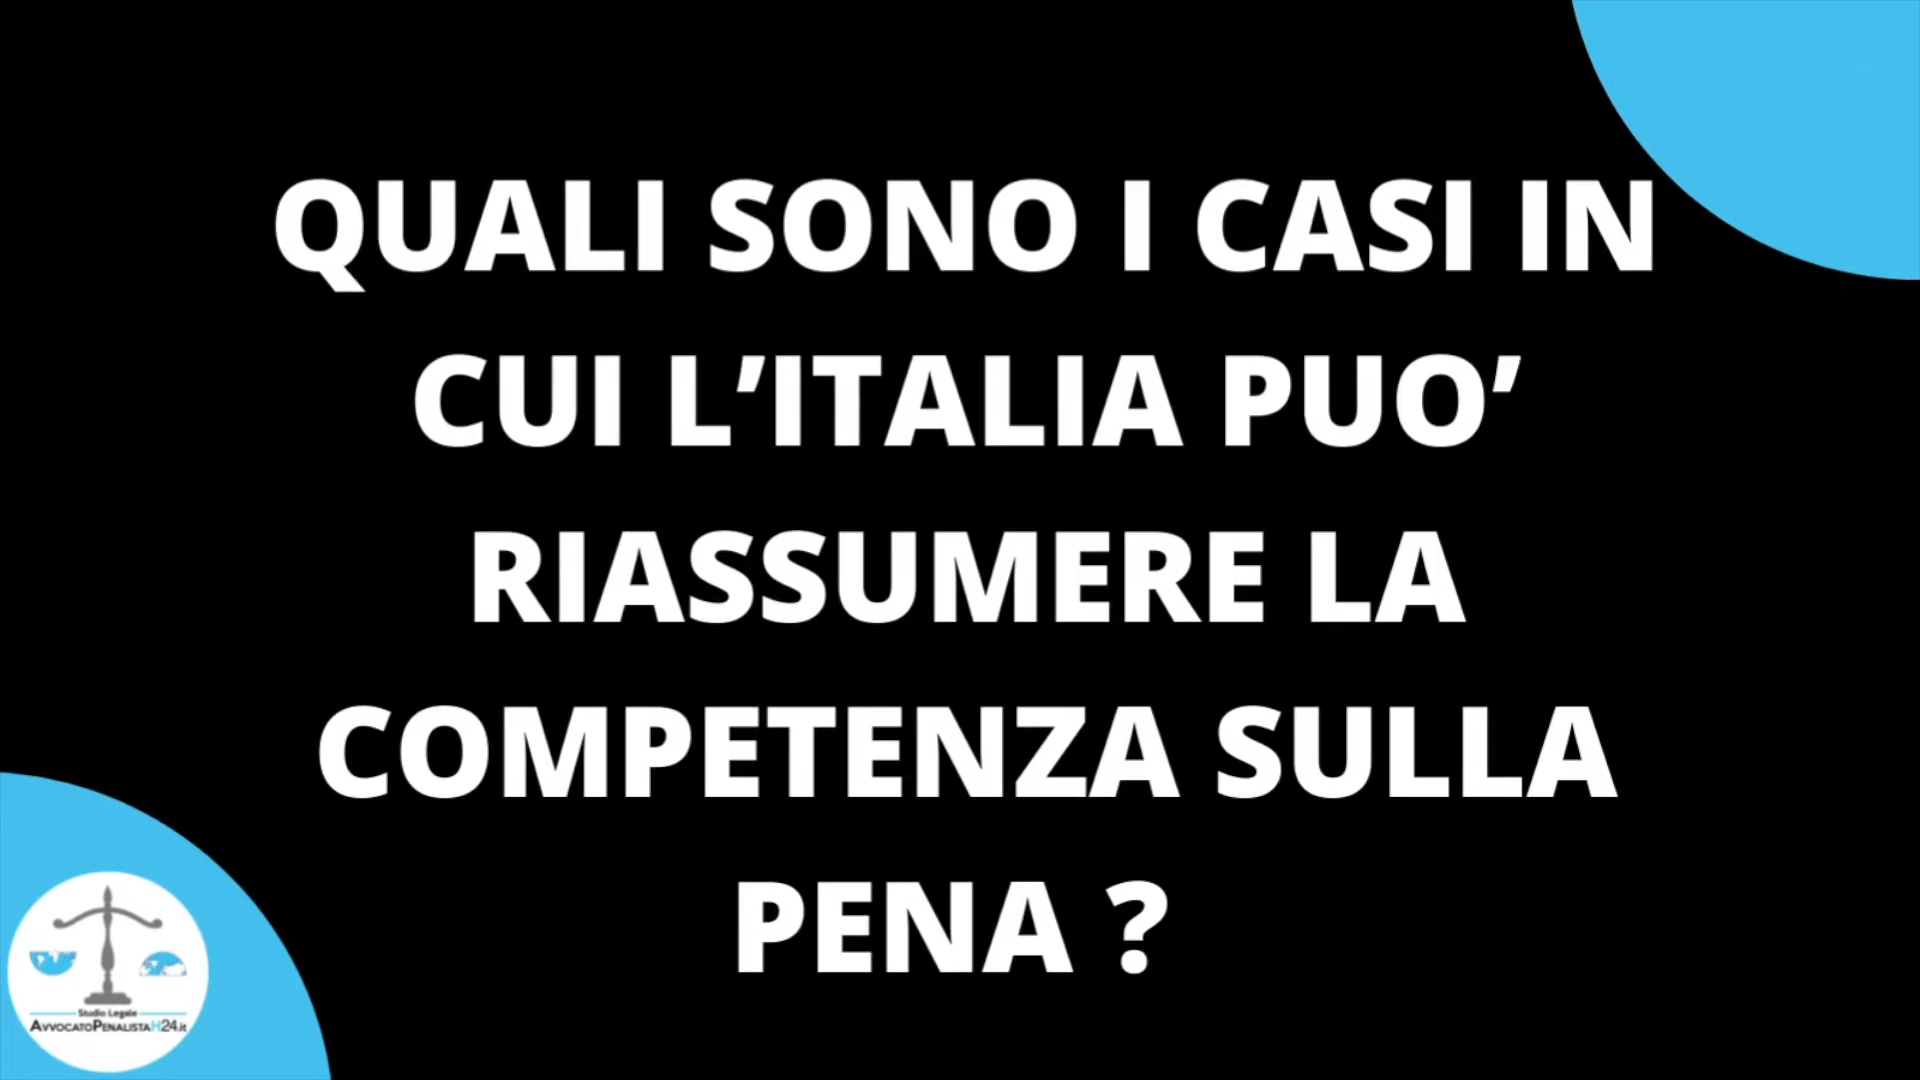 QUALI SONO I CASI IN
CUI L’ITALIA PUO’
RIASSUMERE LA
COMPETENZA SULLA
PENA ?
Studio Legale
AVVOCATOPENALISTAH24.it